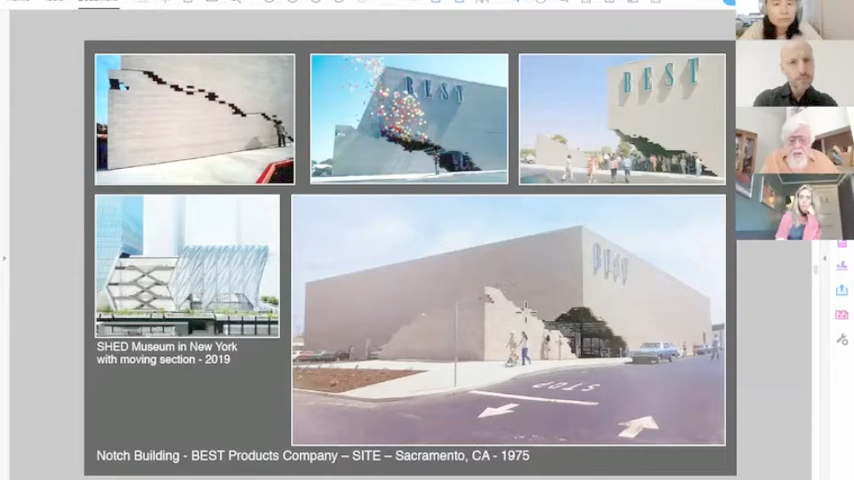 BEST
BEST
SHED Museum in New York
with moving section - 2019
BEST
STOP
Notch Building - BEST Products Company – SITE – Sacramento, CA - 1975